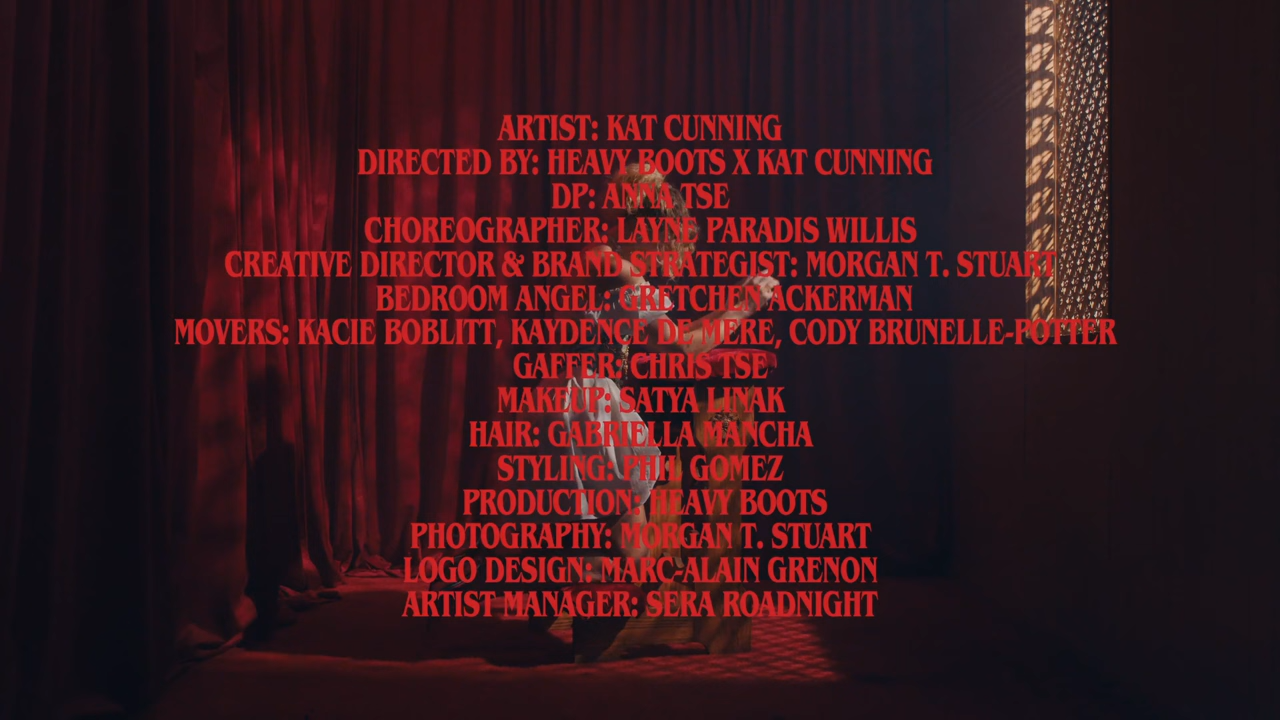 ARTIST: KAT CUNNING
DIRECTED BY: HEAVY BOOTS X KAT CUNNING
DP: ANNA TSE
CHOREOGRAPHER: LAYNE PARADIS WILLIS
CREATIVE DIRECTOR & BRAND STRATEGIST: MORGAN T. STUART
BEDROOM ANGEL: GRETCHEN ACKERMAN
MOVERS: KACIE BOBLITT, KAYDENCE DE MERE, CODY BRUNELLE-POTTER
GAFFER: CHRIS TSE
MAKEUP: SATYA LINAK
HAIR: GABRIELLA MANCHA
STYLING: PHIL GOMEZ
PRODUCTION: HEAVY BOOTS
PHOTOGRAPHY: MORGAN T. STUART
LOGO DESIGN: MARC-ALAIN GRENON
ARTIST MANAGER: SERA ROADNIGHT